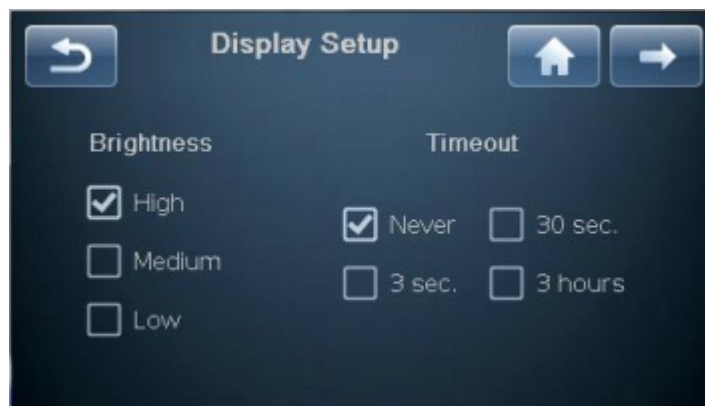 Display Setup
Brightness
High
Medium
Low
Timeout
Never
30 sec.
3 sec.
3 hours